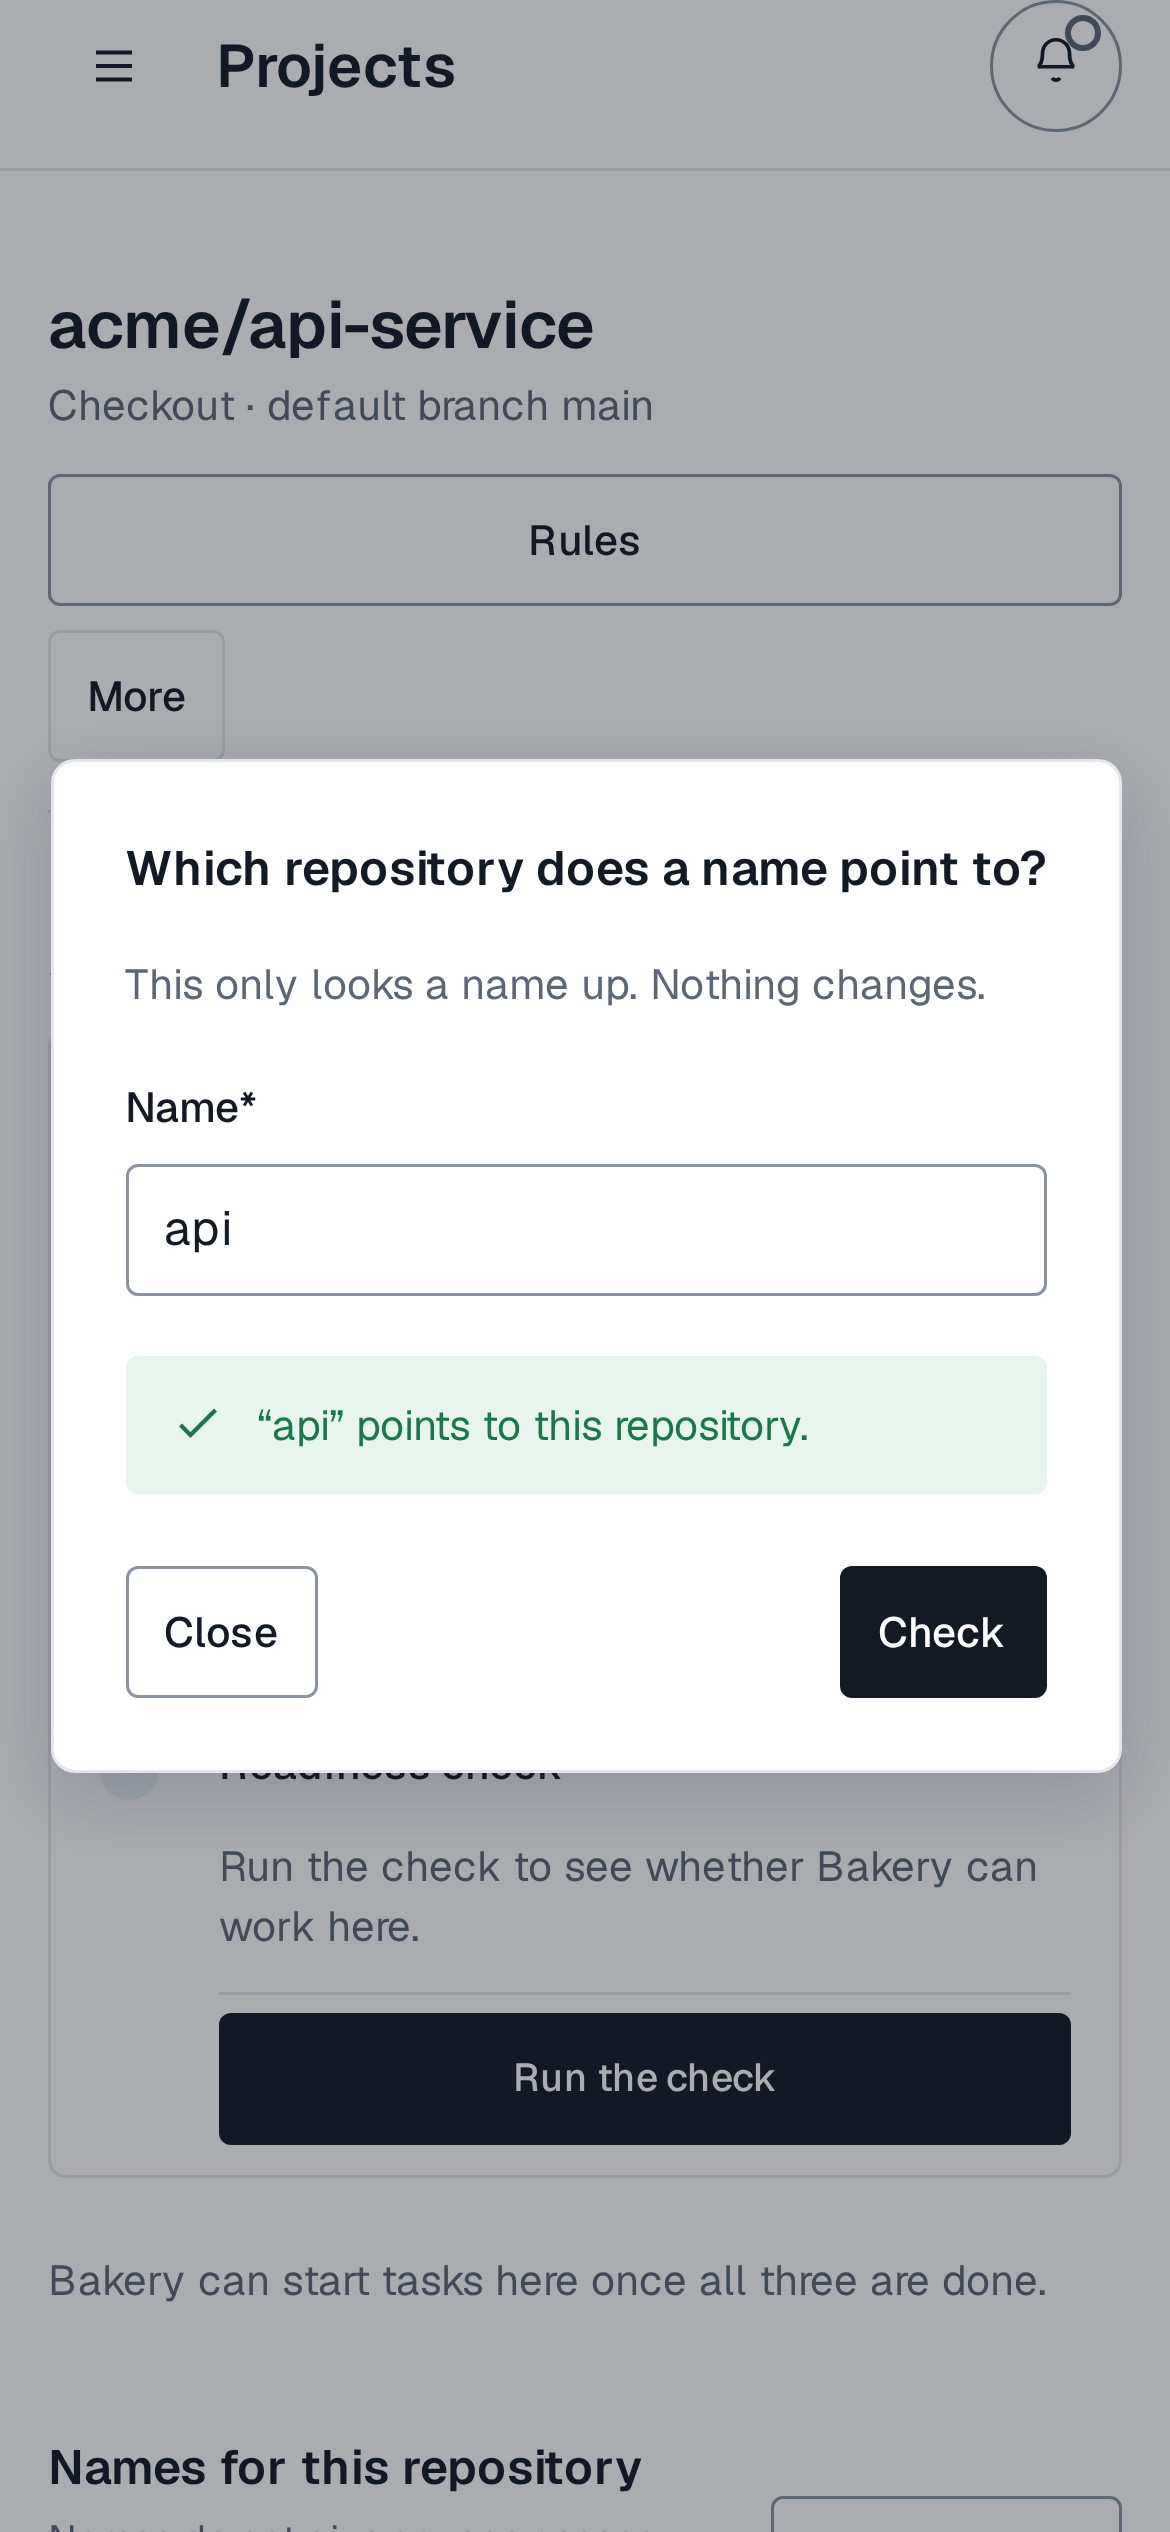 Projects
acme/api-service
Checkout · default branch main
Rules
More
Which repository does a name point to?
This only looks a name up. Nothing changes.
Name*
api
“api” points to this repository.
Close
Check
Readiness check
Run the check to see whether Bakery can
work here.
Run the check
Bakery can start tasks here once all three are done.
Names for this repository